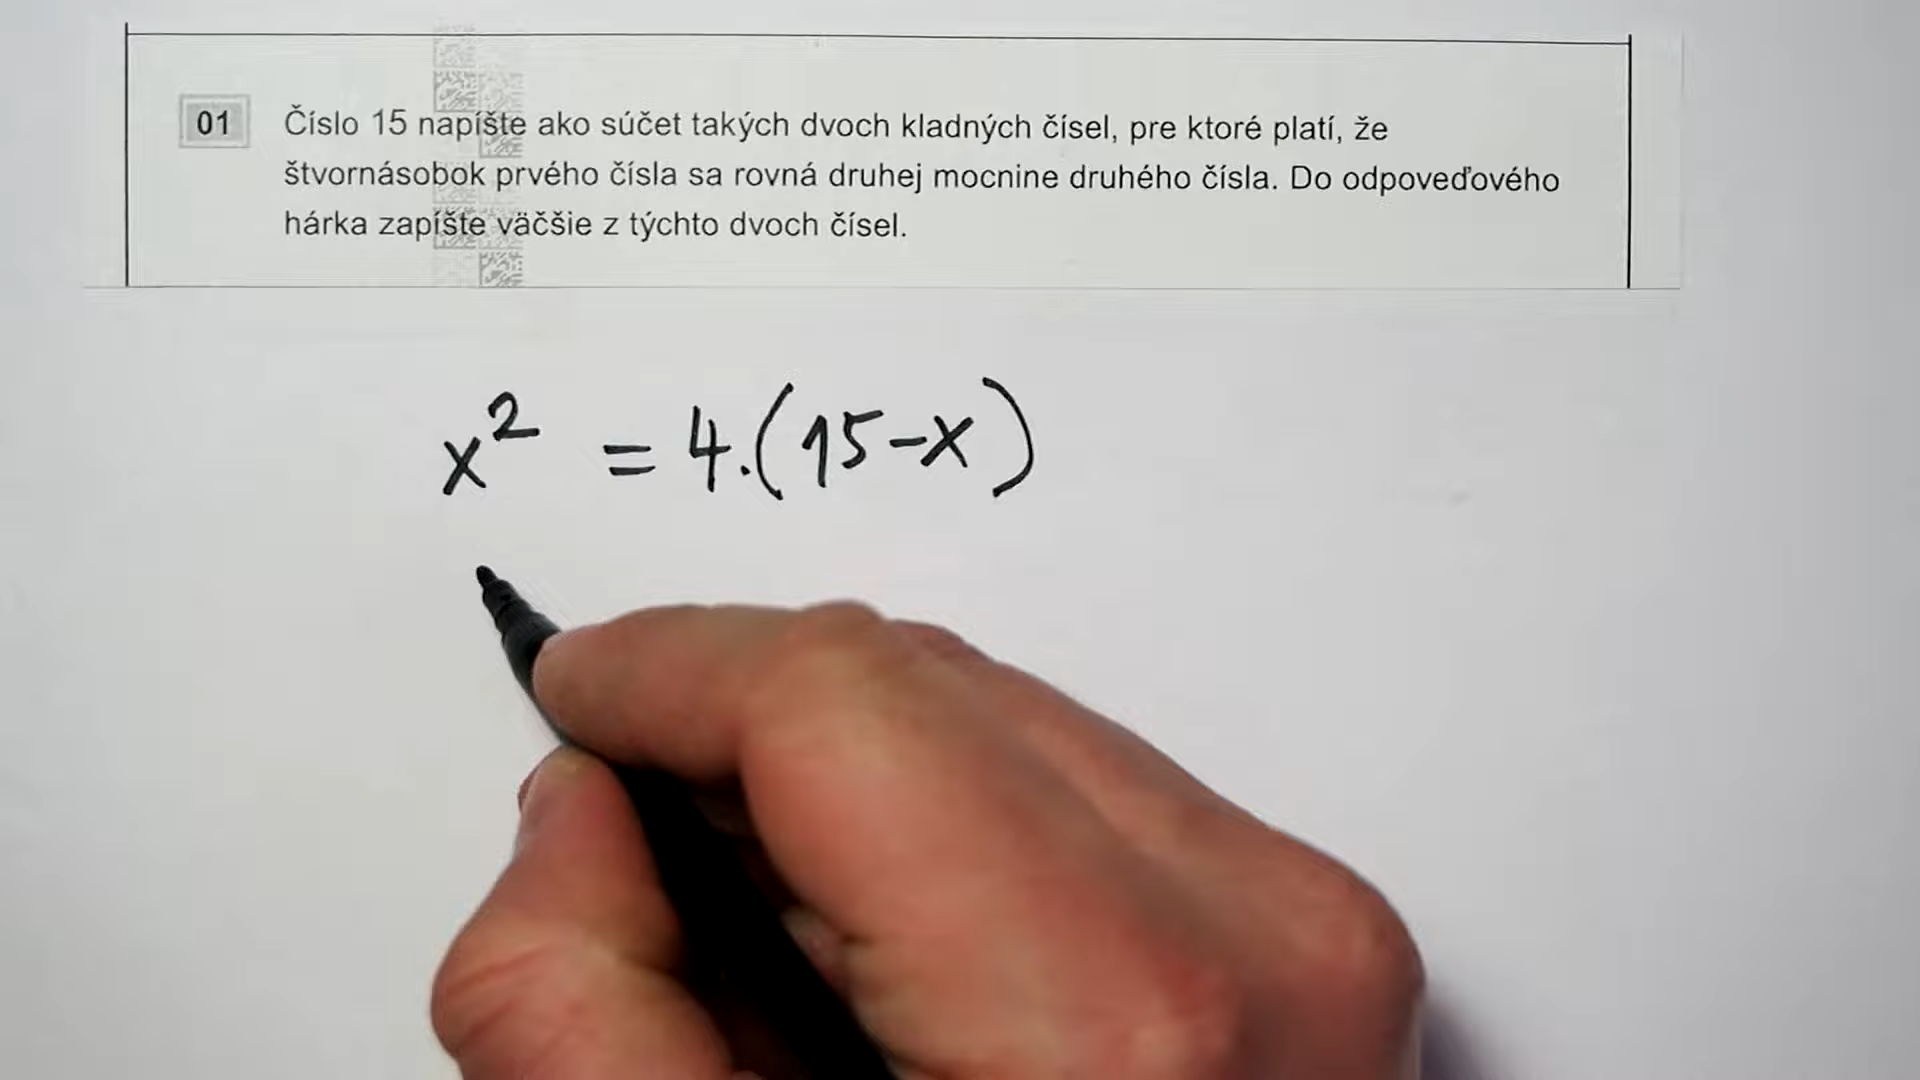 01 Číslo 15 napíšte ako súčet takých dvoch kladných čísel, pre ktoré platí, že
štvornásobok prvého čísla sa rovná druhej mocnine druhého čísla. Do odpoveďového
hárka zapíšte väčšie z týchto dvoch čísel.
x² = 4.(15-x)